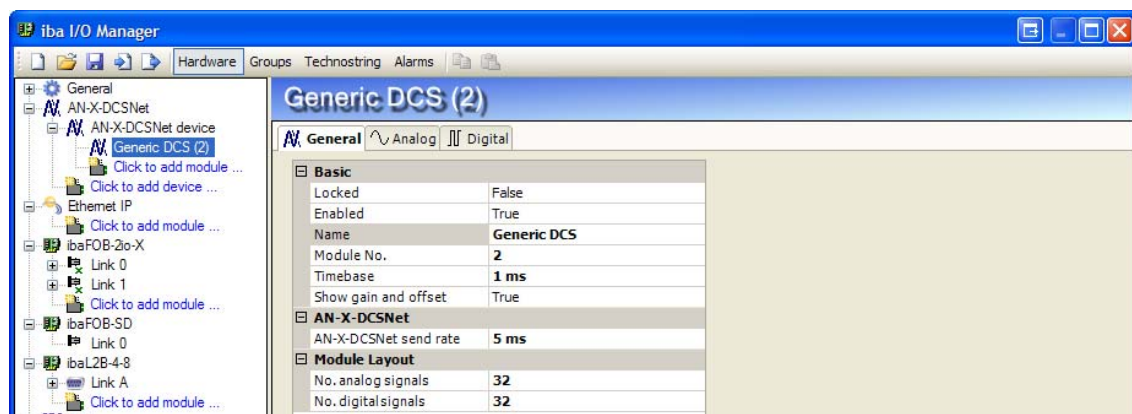 iba I/O Manager
Hardware Groups Technostring Alarms
General
AN-X-DCSNet
AN-X-DCSNet device
Generic DCS (2)
Click to add module ...
Click to add device ...
Ethernet IP
Click to add module ...
ibaFOB-2io-X
Link 0
Link 1
Click to add module ...
ibaFOB-SD
Link 0
ibaL2B-4-8
Link A
Click to add module ...
Generic DCS (2)
General Analog Digital
Basic
Locked False
Enabled True
Name Generic DCS
Module No. 2
Timebase 1 ms
Show gain and offset True
AN-X-DCSNet
AN-X-DCSNet send rate 5 ms
Module Layout
No. analog signals 32
No. digital signals 32